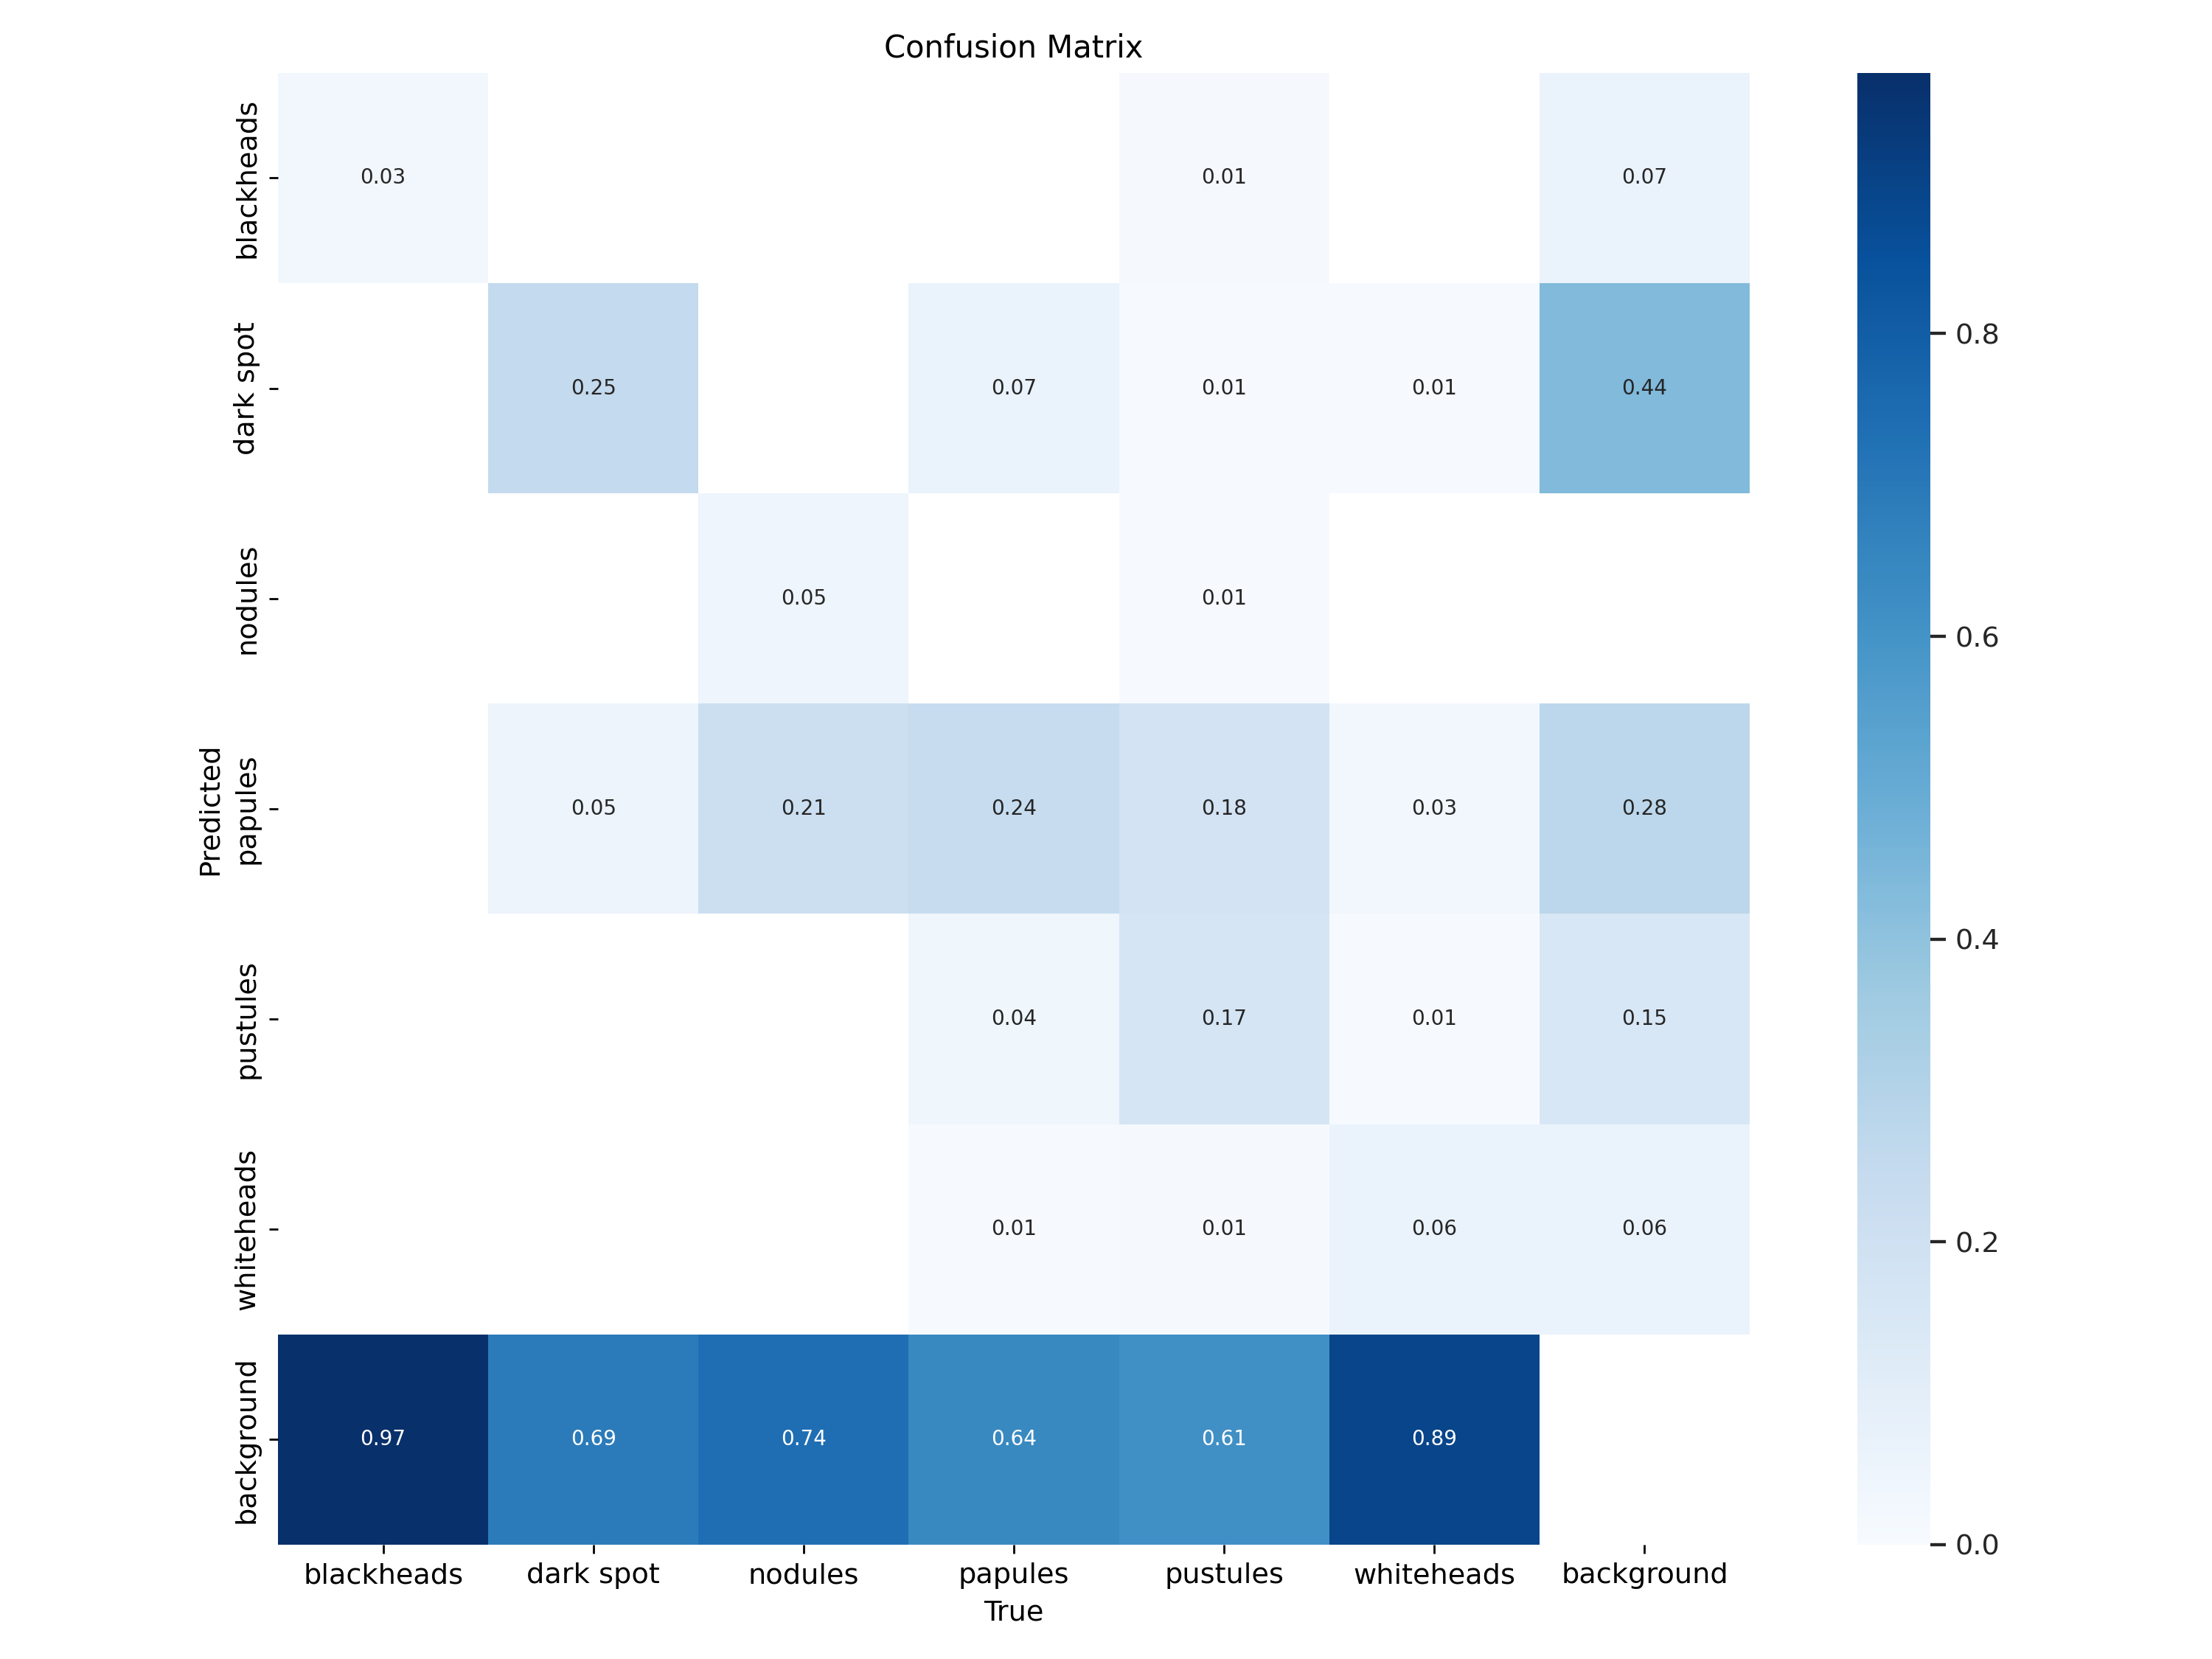 Confusion Matrix
blackheads
0.03
0.01
0.07
dark spot
0.25
0.07
0.01
0.01
0.44
nodules
0.05
0.01
Predicted
papules
0.05
0.21
0.24
0.18
0.03
0.28
pustules
0.04
0.17
0.01
0.15
whiteheads
0.01
0.01
0.06
0.06
background
0.97
0.69
0.74
0.64
0.61
0.89
blackheads
dark spot
nodules
papules
pustules
whiteheads
background
True
0.8
0.6
0.4
0.2
0.0